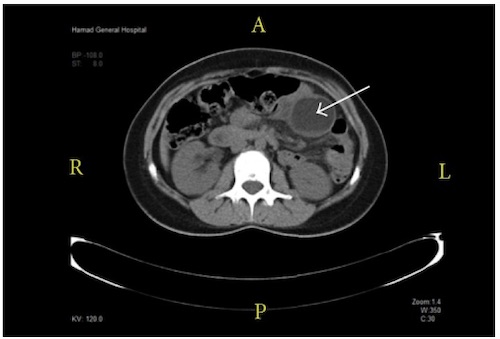 A
Hamad General Hospital
BP: -108.0
ST: 8.0
R
L
P
KV: 120.0
Zoom: 1.4
W:350
C:30